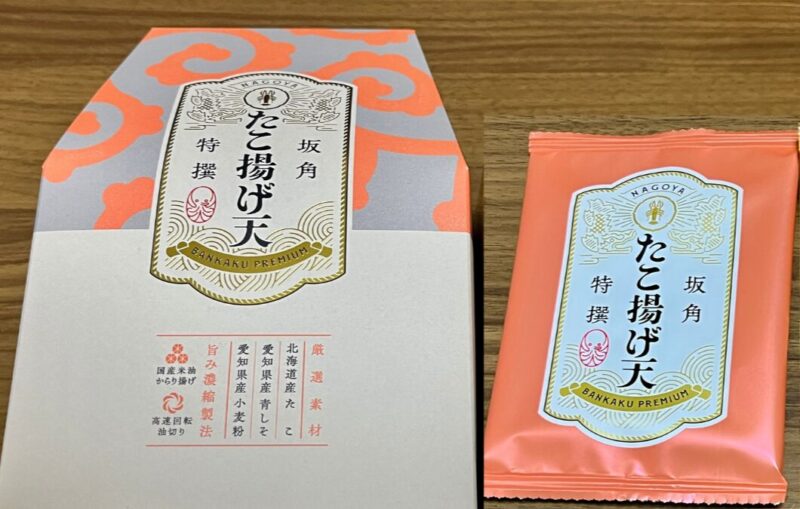 NAGOYA
坂角
たこ揚げ天
特撰
BANKAKU PREMIUM
厳選素材
北海道産たこ
愛知県産青しそ
愛知県産小麦粉
旨み濃縮製法
国産米油
からり揚げ
高速回転
油切り
NAGOYA
坂角
たこ揚げ天
特撰
BANKAKU PREMIUM